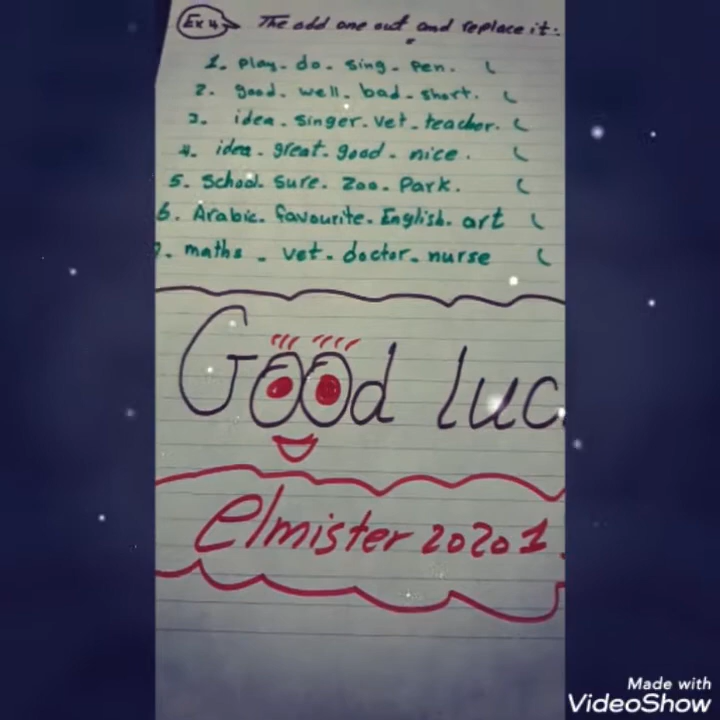 Ex 4 The odd one out and replace it:
1. play - do - sing - pen. (
2. good - well - bad - short. (
3. idea - singer - vet - teacher. (
4. idea - great - good - nice. (
5. School - Sure - Zoo - Park. (
6. Arabic - favourite - English - art (
. maths - vet - doctor - nurse (
Good luc
elmister 20201.
Made with
VideoShow